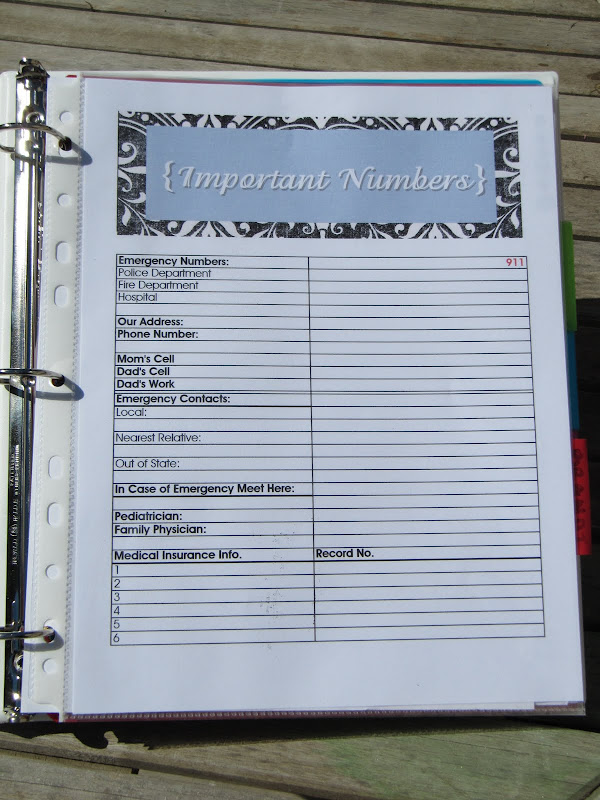 {Important Numbers}
Emergency Numbers: 911
Police Department
Fire Department
Hospital
Our Address:
Phone Number:
Mom's Cell
Dad's Cell
Dad's Work
Emergency Contacts:
Local:
Nearest Relative:
Out of State:
In Case of Emergency Meet Here:
Pediatrician:
Family Physician:
Medical Insurance Info. Record No.
1
2
3
4
5
6